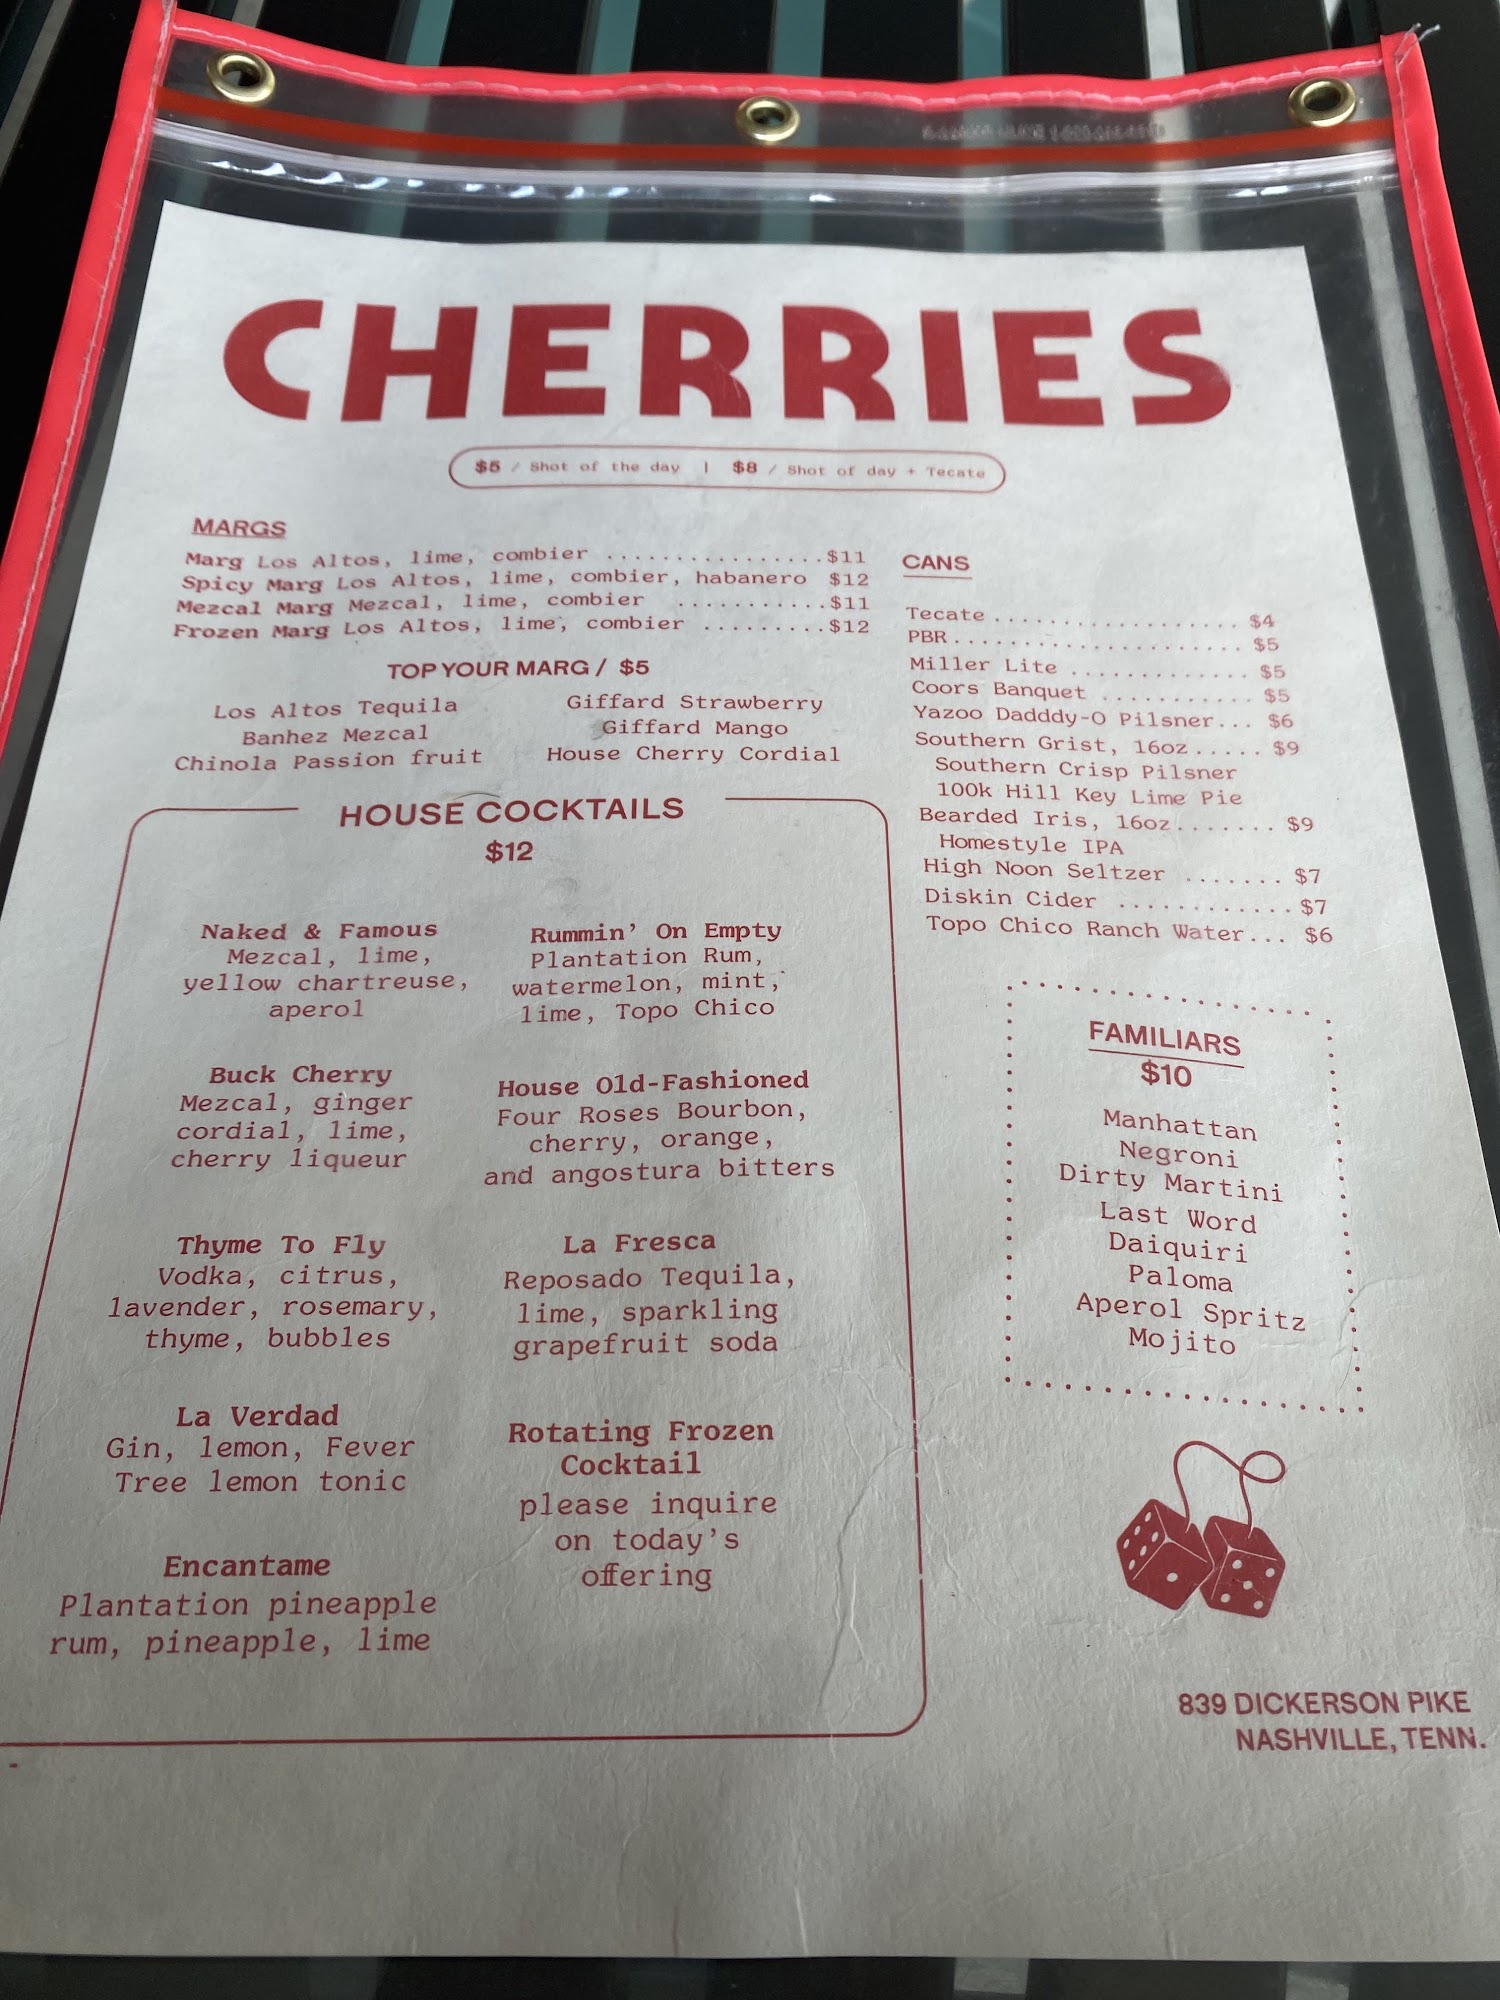 CHERRIES
$5 / Shot of the day | $8 / Shot of day + Tecate
MARGS
Marg Los Altos, lime, combier ................$11
Spicy Marg Los Altos, lime, combier, habanero $12
Mezcal Marg Mezcal, lime, combier ...........$11
Frozen Marg Los Altos, lime, combier .........$12
TOP YOUR MARG / $5
Los Altos Tequila
Banhez Mezcal
Chinola Passion fruit
Giffard Strawberry
Giffard Mango
House Cherry Cordial
HOUSE COCKTAILS
$12
Naked & Famous
Mezcal, lime,
yellow chartreuse,
aperol
Buck Cherry
Mezcal, ginger
cordial, lime,
cherry liqueur
Thyme To Fly
Vodka, citrus,
lavender, rosemary,
thyme, bubbles
La Verdad
Gin, lemon, Fever
Tree lemon tonic
Encantame
Plantation pineapple
rum, pineapple, lime
Rummin' On Empty
Plantation Rum,
watermelon, mint,
lime, Topo Chico
House Old-Fashioned
Four Roses Bourbon,
cherry, orange,
and angostura bitters
La Fresca
Reposado Tequila,
lime, sparkling
grapefruit soda
Rotating Frozen
Cocktail
please inquire
on today's
offering
CANS
Tecate .................. $4
PBR...................... $5
Miller Lite ............. $5
Coors Banquet ........... $5
Yazoo Dadddy-O Pilsner... $6
Southern Grist, 16oz..... $9
Southern Crisp Pilsner
100k Hill Key Lime Pie
Bearded Iris, 16oz....... $9
Homestyle IPA
High Noon Seltzer ....... $7
Diskin Cider ............ $7
Topo Chico Ranch Water... $6
FAMILIARS
$10
Manhattan
Negroni
Dirty Martini
Last Word
Daiquiri
Paloma
Aperol Spritz
Mojito
839 DICKERSON PIKE
NASHVILLE, TENN.